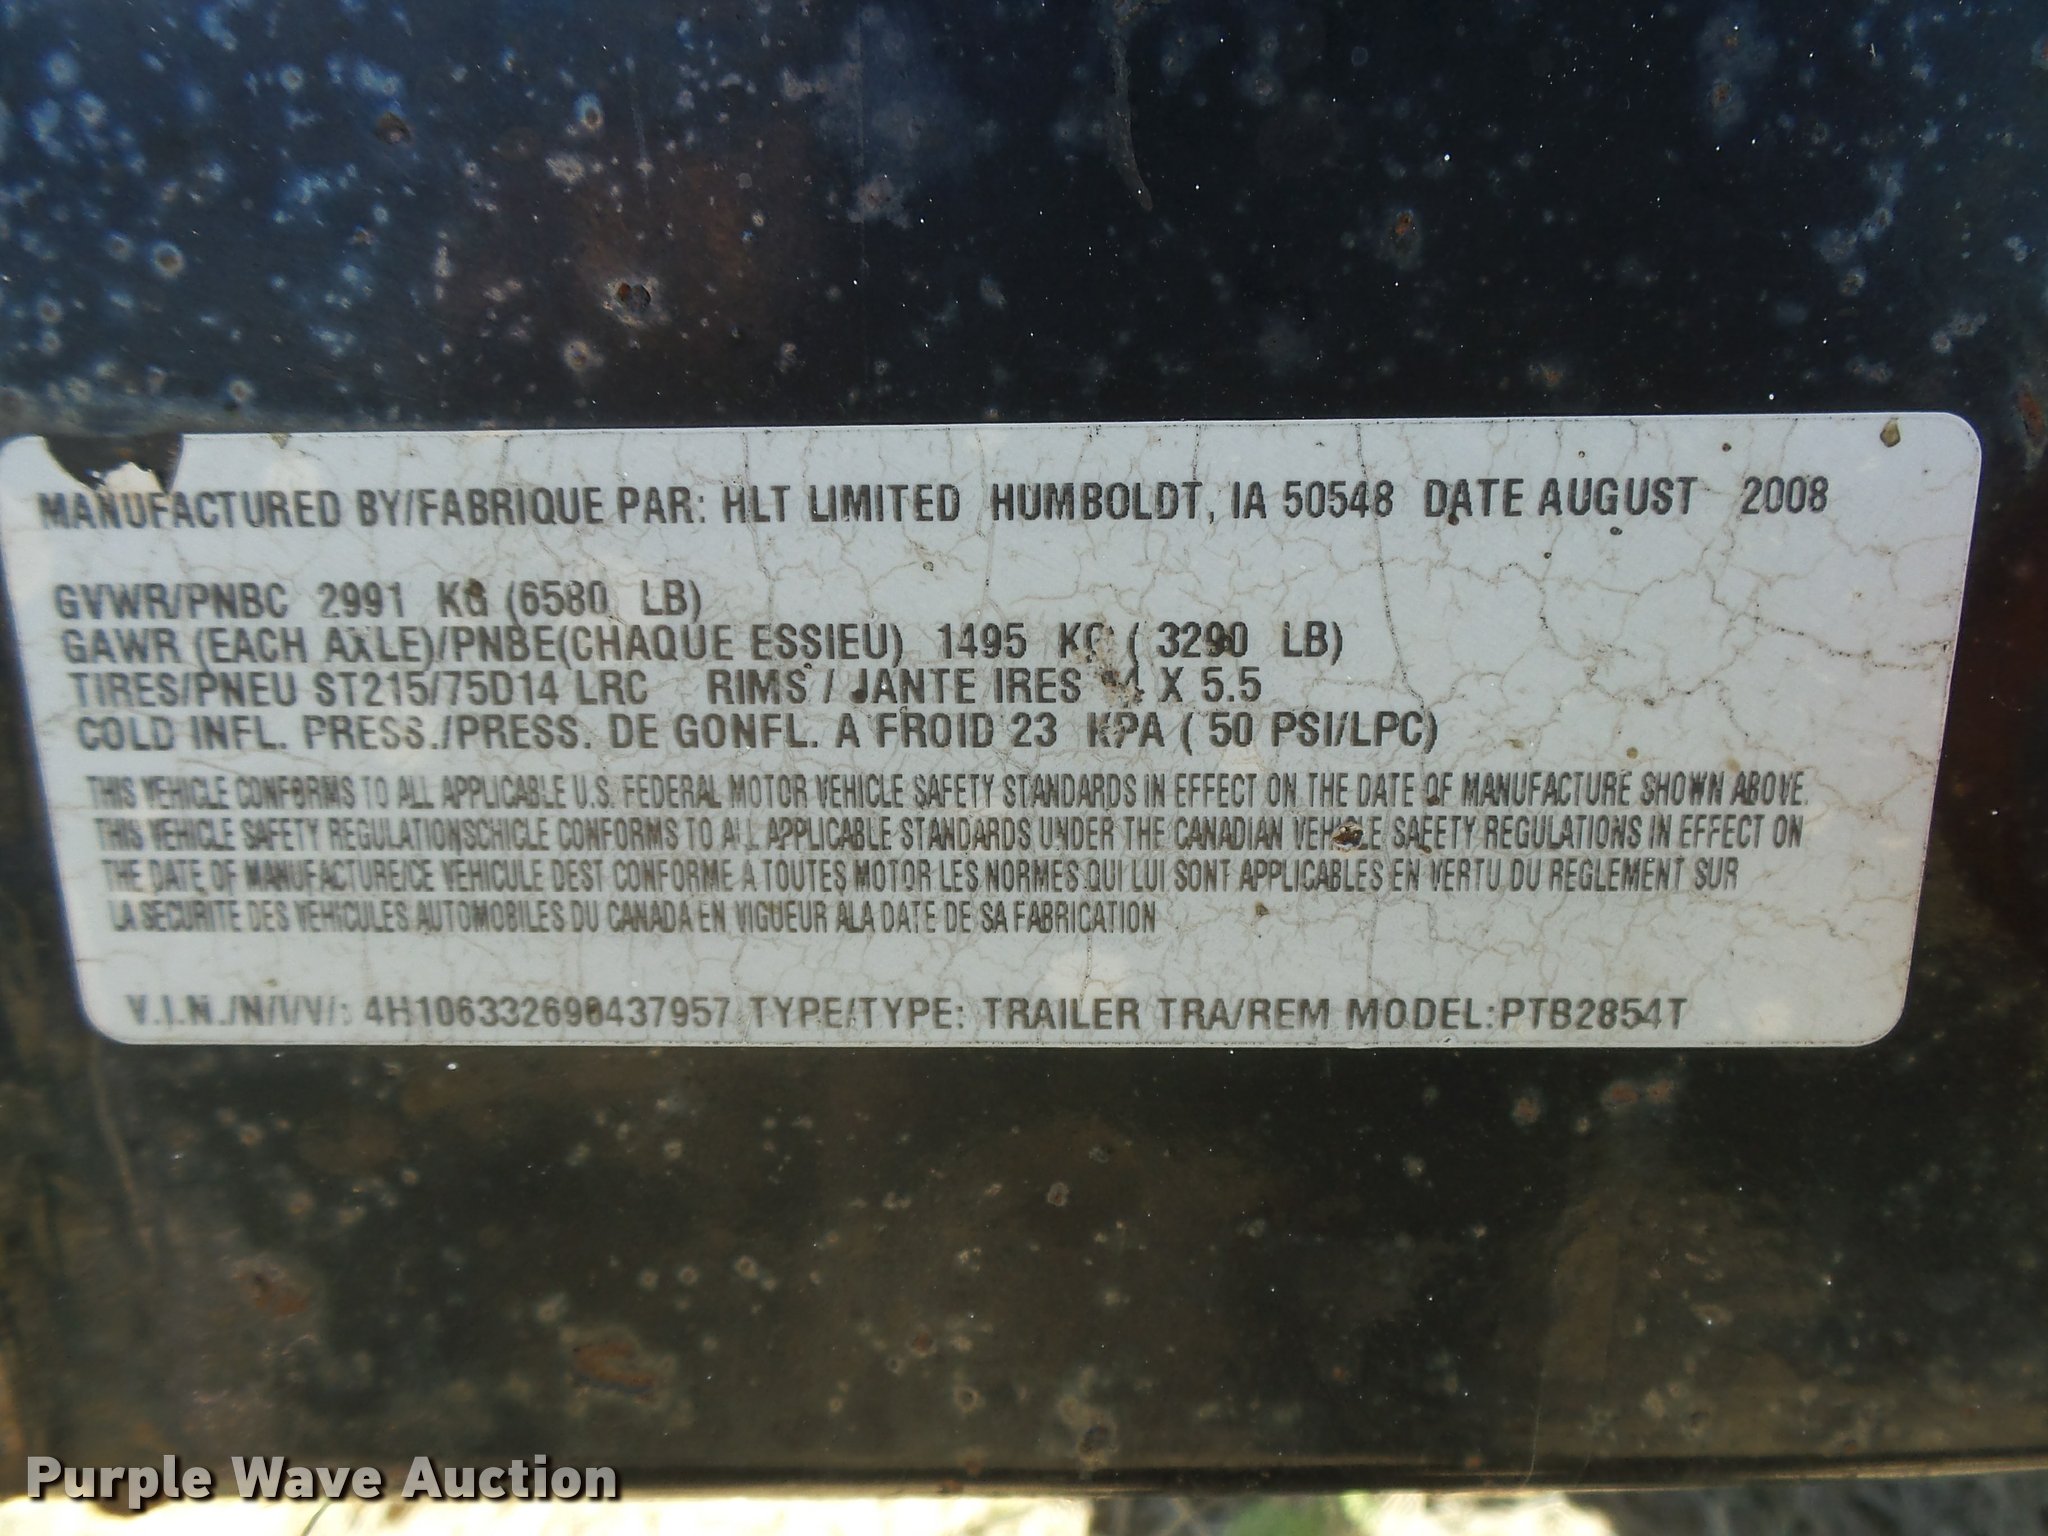 MANUFACTURED BY/FABRIQUE PAR: HLT LIMITED HUMBOLDT, IA 50548 DATE AUGUST 2008
GVWR/PNBC 2991 KG (6580 LB)
GAWR (EACH AXLE)/PNBE(CHAQUE ESSIEU) 1495 KG ( 3290 LB)
TIRES/PNEU ST215/75D14 LRC RIMS / JANTE IRES 14 X 5.5
COLD INFL. PRESS./PRESS. DE GONFL. A FROID 23 KPA ( 50 PSI/LPC)
THIS VEHICLE CONFORMS TO ALL APPLICABLE U.S. FEDERAL MOTOR VEHICLE SAFETY STANDARDS IN EFFECT ON THE DATE OF MANUFACTURE SHOWN ABOVE.
THIS VEHICLE SAFETY REGULATIONSCHICLE CONFORMS TO ALL APPLICABLE STANDARDS UNDER THE CANADIAN VEHICLE SAFETY REGULATIONS IN EFFECT ON
THE DATE OF MANUFACTURE/CE VEHICULE DEST CONFORME A TOUTES MOTOR LES NORMES QUI LUI SONT APPLICABLES EN VERTU DU REGLEMENT SUR
LA SECURITE DES VEHICULES AUTOMOBILES DU CANADA EN VIGUEUR ALA DATE DE SA FABRICATION
V.I.N./N/I/V/: TYPE/TYPE: TRAILER TRA/REM MODEL:PTB2854T
Purple Wave Auction